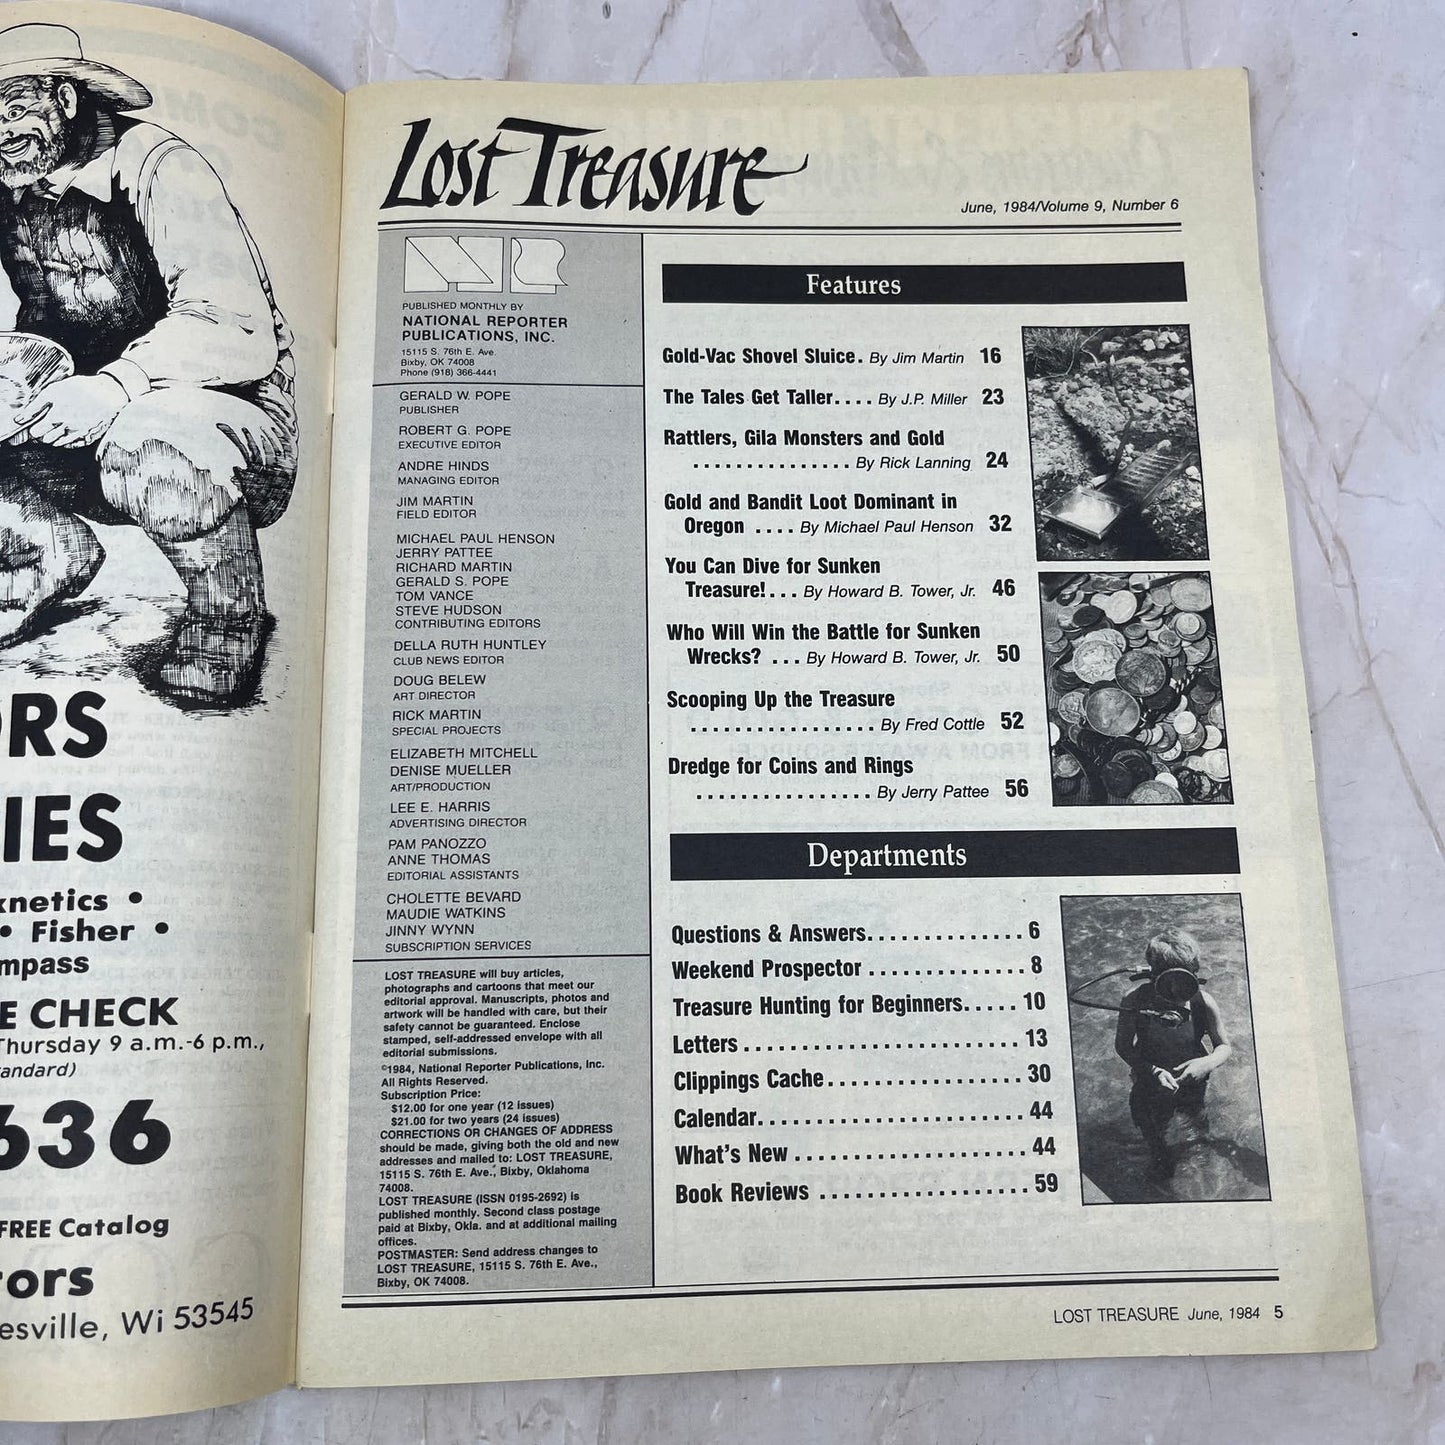 ORS
IES
xnetics •
• Fisher •
mpass
E CHECK
Thursday 9 a.m.-6 p.m.,
andard)
636
FREE Catalog
tors
esville, Wi 53545
Lost Treasure
June, 1984/Volume 9, Number 6
PUBLISHED MONTHLY BY
NATIONAL REPORTER
PUBLICATIONS, INC.
15115 S. 76th E. Ave.
Bixby, OK 74008
Phone (918) 366-4441
GERALD W. POPE
PUBLISHER
ROBERT G. POPE
EXECUTIVE EDITOR
ANDRE HINDS
MANAGING EDITOR
JIM MARTIN
FIELD EDITOR
MICHAEL PAUL HENSON
JERRY PATTEE
RICHARD MARTIN
GERALD S. POPE
TOM VANCE
STEVE HUDSON
CONTRIBUTING EDITORS
DELLA RUTH HUNTLEY
CLUB NEWS EDITOR
DOUG BELEW
ART DIRECTOR
RICK MARTIN
SPECIAL PROJECTS
ELIZABETH MITCHELL
DENISE MUELLER
ART/PRODUCTION
LEE E. HARRIS
ADVERTISING DIRECTOR
PAM PANOZZO
ANNE THOMAS
EDITORIAL ASSISTANTS
CHOLETTE BEVARD
MAUDIE WATKINS
JINNY WYNN
SUBSCRIPTION SERVICES
LOST TREASURE will buy articles,
photographs and cartoons that meet our
editorial approval. Manuscripts, photos and
artwork will be handled with care, but their
safety cannot be guaranteed. Enclose
stamped, self-addressed envelope with all
editorial submissions.
©1984, National Reporter Publications, Inc.
All Rights Reserved.
Subscription Price:
$12.00 for one year (12 issues)
$21.00 for two years (24 issues)
CORRECTIONS OR CHANGES OF ADDRESS
should be made, giving both the old and new
addresses and mailed to: LOST TREASURE,
15115 S. 76th E. Ave., Bixby, Oklahoma
74008.
LOST TREASURE (ISSN 0195-2692) is
published monthly. Second class postage
paid at Bixby, Okla. and at additional mailing
offices.
POSTMASTER: Send address changes to
LOST TREASURE, 15115 S. 76th E. Ave.,
Bixby, OK 74008.
Features
Gold-Vac Shovel Sluice. By Jim Martin 16
The Tales Get Taller.... By J.P. Miller 23
Rattlers, Gila Monsters and Gold
............... By Rick Lanning 24
Gold and Bandit Loot Dominant in
Oregon .... By Michael Paul Henson 32
You Can Dive for Sunken
Treasure!... By Howard B. Tower, Jr. 46
Who Will Win the Battle for Sunken
Wrecks? ... By Howard B. Tower, Jr. 50
Scooping Up the Treasure
................. By Fred Cottle 52
Dredge for Coins and Rings
................ By Jerry Pattee 56
Departments
Questions & Answers.............. 6
Weekend Prospector .............. 8
Treasure Hunting for Beginners..... 10
Letters ......................... 13
Clippings Cache.................. 30
Calendar........................ 44
What's New ..................... 44
Book Reviews ................... 59
LOST TREASURE June, 1984 5